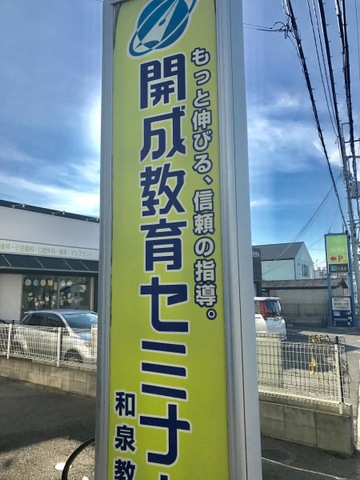 もっと伸びる、信頼の指導。
開成教育セミナ
和泉教
P